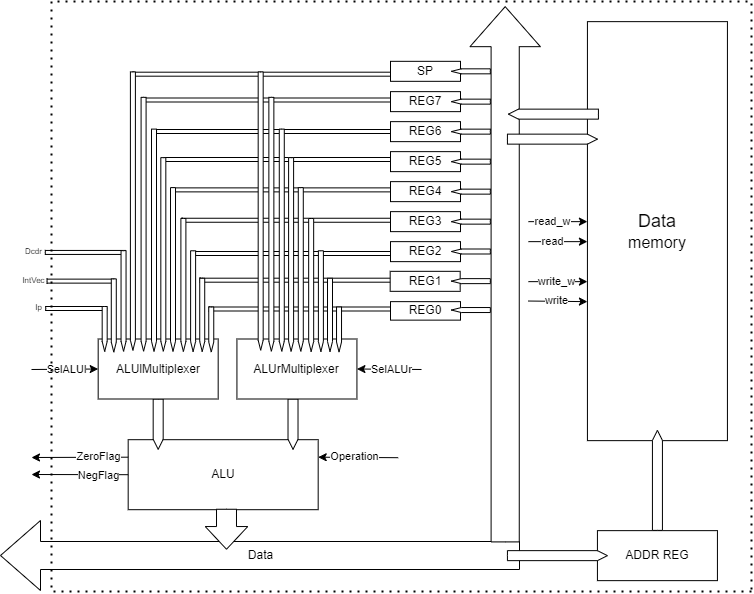 SP
REG7
REG6
REG5
REG4
REG3
REG2
REG1
REG0
Data
memory
read_w
read
write_w
write
Dcdr
IntVec
Ip
SelALUl
ALUlMultiplexer
ALUrMultiplexer
SelALUr
ZeroFlag
NegFlag
ALU
Operation
Data
ADDR REG